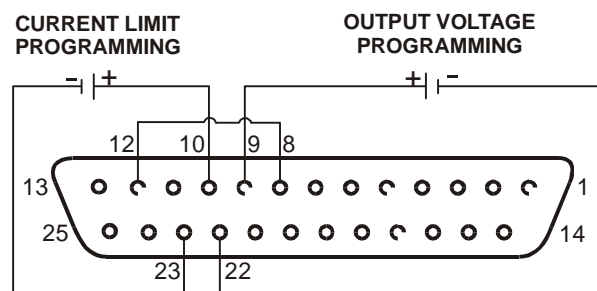 CURRENT LIMIT
PROGRAMMING
OUTPUT VOLTAGE
PROGRAMMING
- +
+ -
12 10 9 8
13 1
25 14
23 22